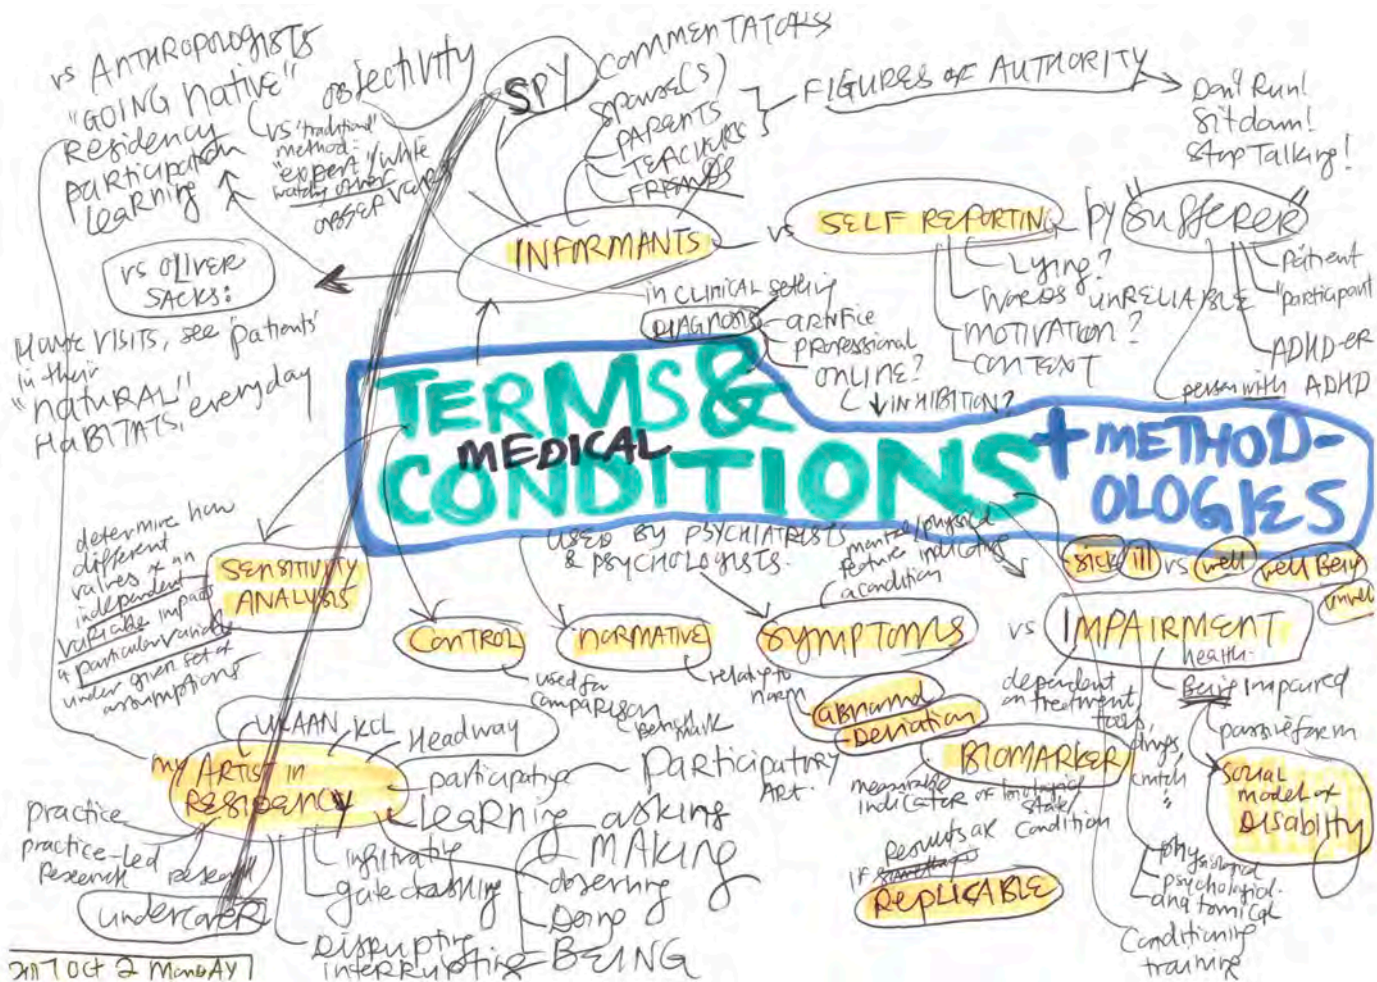 vs ANTHROPOLOGISTS
"GOING native"
Residency
participation
learning
objectivity
(vs "traditional"
method:
"expert"/white
watchg other
SPY
COMMENTATORS
spouse(s)
PARENTS
TEACHERS
FRIENDS
FIGURES of AUTHORITY
Don't Run!
Sit down!
Stop Talking!
INFORMANTS
vs
SELF REPORTING
by
"SUFFERER"
Lying?
WORDS UNRELIABLE
MOTIVATION?
CONTENT
Patient
"participant
ADHD-ER
person with ADHD
vs OLIVER
SACKS:
House VISITS, see 'patients'
in their
"NATURAL"
HABITATS, everyday
in CLINICAL setting
DIAGNOSIS
artifice
professional
ONLINE?
↓ INHIBITION?
TERMS &
MEDICAL
CONDITIONS
+ METHOD-
OLOGIES
USED BY PSYCHIATRISTS
& PSYCHOLOGISTS.
determine how
different
values of an
independent
variable impact
a particular variable
under given set of
assumptions
SENSITIVITY
ANALYSIS
CONTROL
used for
comparison
NORMATIVE
relative to
norm
Benchmark
mental/physical
feature indicating
a condition
SYMPTOMS
abnormal
Deviation
vs
sick ill vs well well Being
unwell
IMPAIRMENT
health-
Being impaired
passive form
social
model of
DISABILITY
dependent
on treatment,
tools,
drugs,
crutch
BIOMARKER
measurable
indicator of biological
state/
condition
Results are
if
REPLICABLE
physiological
psychological-
anatomical
Conditioning
training
UKAAN KCL Headway
my ARTIST IN
RESIDENCY
participating
PARticipatory
ART.
Learning
asking
& MAKING
observing
Doing
BEING
infiltrating
gatecrashing
DISRUPTING
INTERRUPTING
practice
practice-led
research
research
undercover
2017 Oct 2 MONDAY